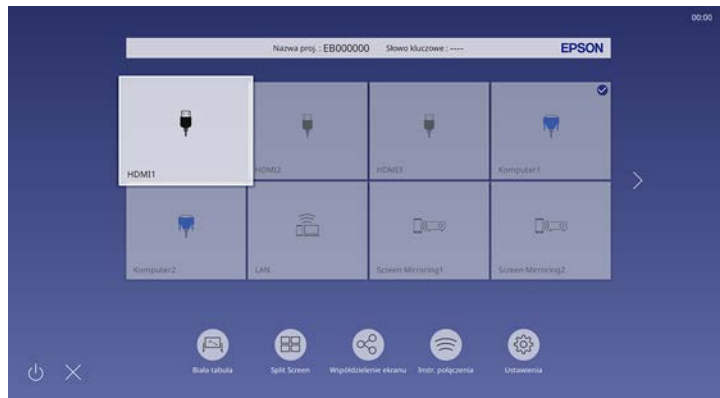 00:00
Nazwa proj. : EB000000 Słowo kluczowe : ---- EPSON
HDMI1 HDMI2 HDMI3 Komputer1
Komputer2 LAN Screen Mirroring1 Screen Mirroring2
Biała tabula Split Screen Współdzielenie ekranu Instr. połączenia Ustawienia